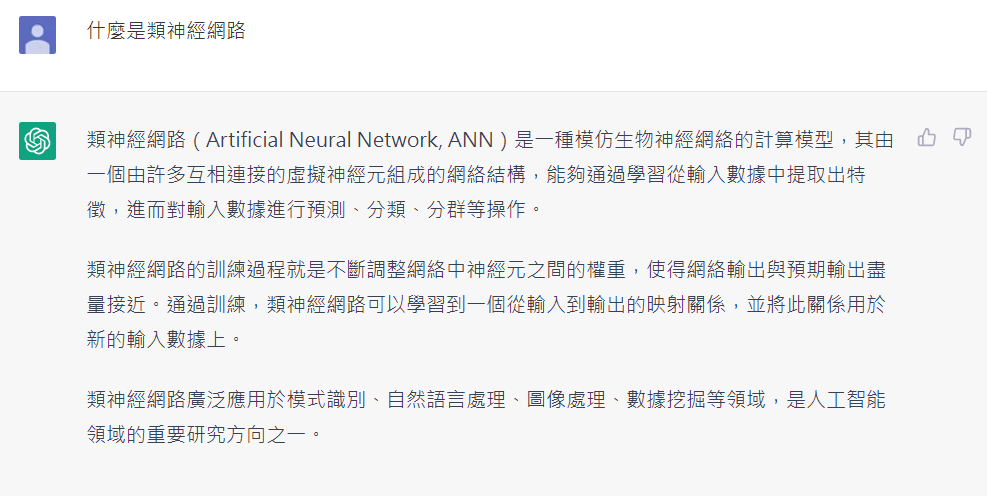 什麼是類神經網路
類神經網路（Artificial Neural Network, ANN）是一種模仿生物神經網絡的計算模型，其由
一個由許多互相連接的虛擬神經元組成的網絡結構，能夠通過學習從輸入數據中提取出特
徵，進而對輸入數據進行預測、分類、分群等操作。
類神經網路的訓練過程就是不斷調整網絡中神經元之間的權重，使得網絡輸出與預期輸出盡
量接近。通過訓練，類神經網路可以學習到一個從輸入到輸出的映射關係，並將此關係用於
新的輸入數據上。
類神經網路廣泛應用於模式識別、自然語言處理、圖像處理、數據挖掘等領域，是人工智能
領域的重要研究方向之一。